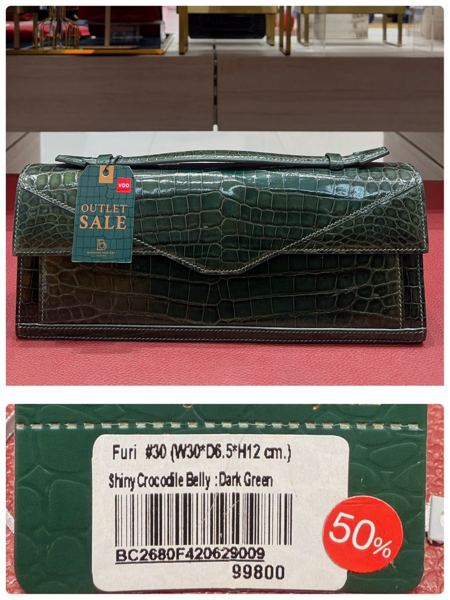 VDO
OUTLET
SALE
Furi #30 (W30*D6.5*H12 cm.)
Shiny Crocodile Belly : Dark Green
BC2680F420629009
99800
50%